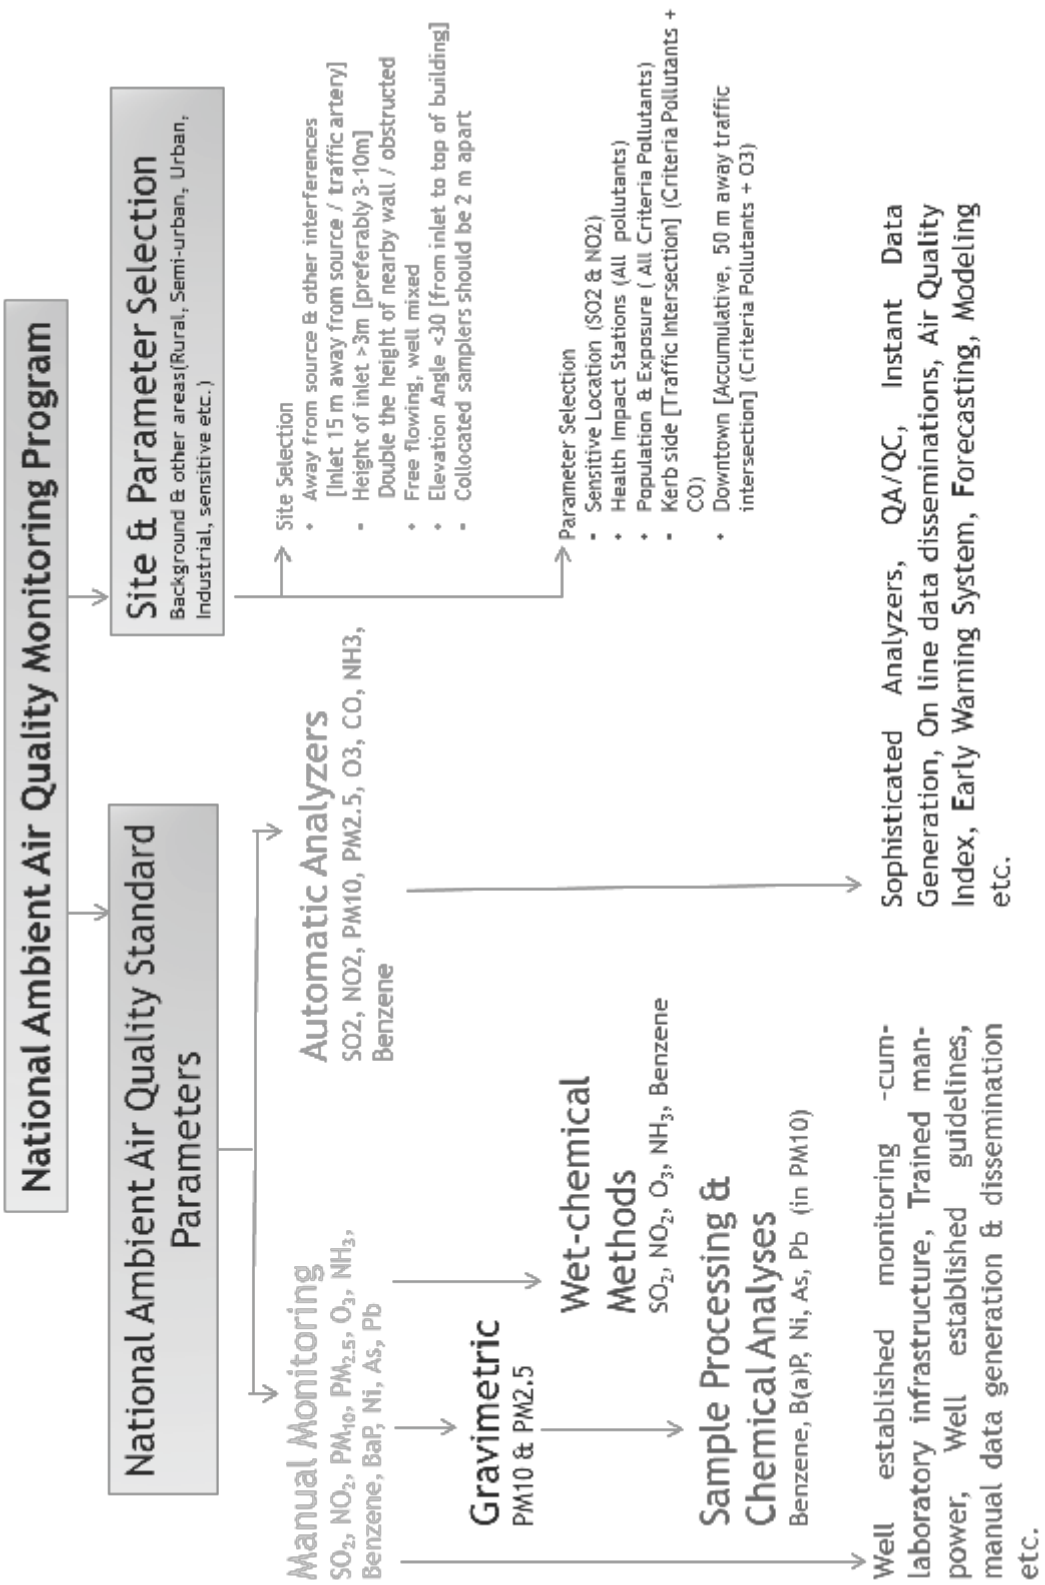 National Ambient Air Quality Monitoring Program
National Ambient Air Quality Standard
Parameters
Manual Monitoring
SO2, NO2, PM10, PM2.5, O3, NH3,
Benzene, BaP, Ni, As, Pb
Gravimetric
PM10 & PM2.5
Wet-chemical
Methods
SO2, NO2, O3, NH3, Benzene
Sample Processing &
Chemical Analyses
Benzene, B(a)P, Ni, As, Pb (in PM10)
Well established monitoring -cum-
laboratory infrastructure, Trained man-
power, Well established guidelines,
manual data generation & dissemination
etc.
Automatic Analyzers
SO2, NO2, PM10, PM2.5, O3, CO, NH3,
Benzene
Sophisticated Analyzers, QA/QC, Instant Data
Generation, On line data disseminations, Air Quality
Index, Early Warning System, Forecasting, Modeling
etc.
Site & Parameter Selection
Background & other areas(Rural, Semi-urban, Urban,
Industrial, sensitive etc.)
Site Selection
• Away from source & other interferences
[Inlet 15 m away from source / traffic artery]
• Height of inlet >3m [preferably 3-10m]
Double the height of nearby wall / obstructed
• Free flowing, well mixed
• Elevation Angle <30 [from inlet to top of building]
• Collocated samplers should be 2 m apart
Parameter Selection
• Sensitive Location (SO2 & NO2)
• Health Impact Stations (All pollutants)
• Population & Exposure ( All Criteria Pollutants)
• Kerb side [Traffic Intersection] (Criteria Pollutants +
CO)
• Downtown [Accumulative, 50 m away traffic
intersection] (Criteria Pollutants + O3)